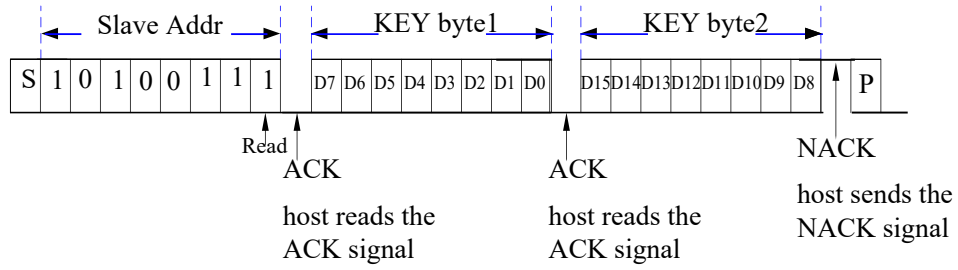 Slave Addr KEY byte1 KEY byte2
S 1 0 1 0 0 1 1 1 D7 D6 D5 D4 D3 D2 D1 D0 D15 D14 D13 D12 D11 D10 D9 D8 P
Read
ACK
host reads the
ACK signal
ACK
host reads the
ACK signal
NACK
host sends the
NACK signal